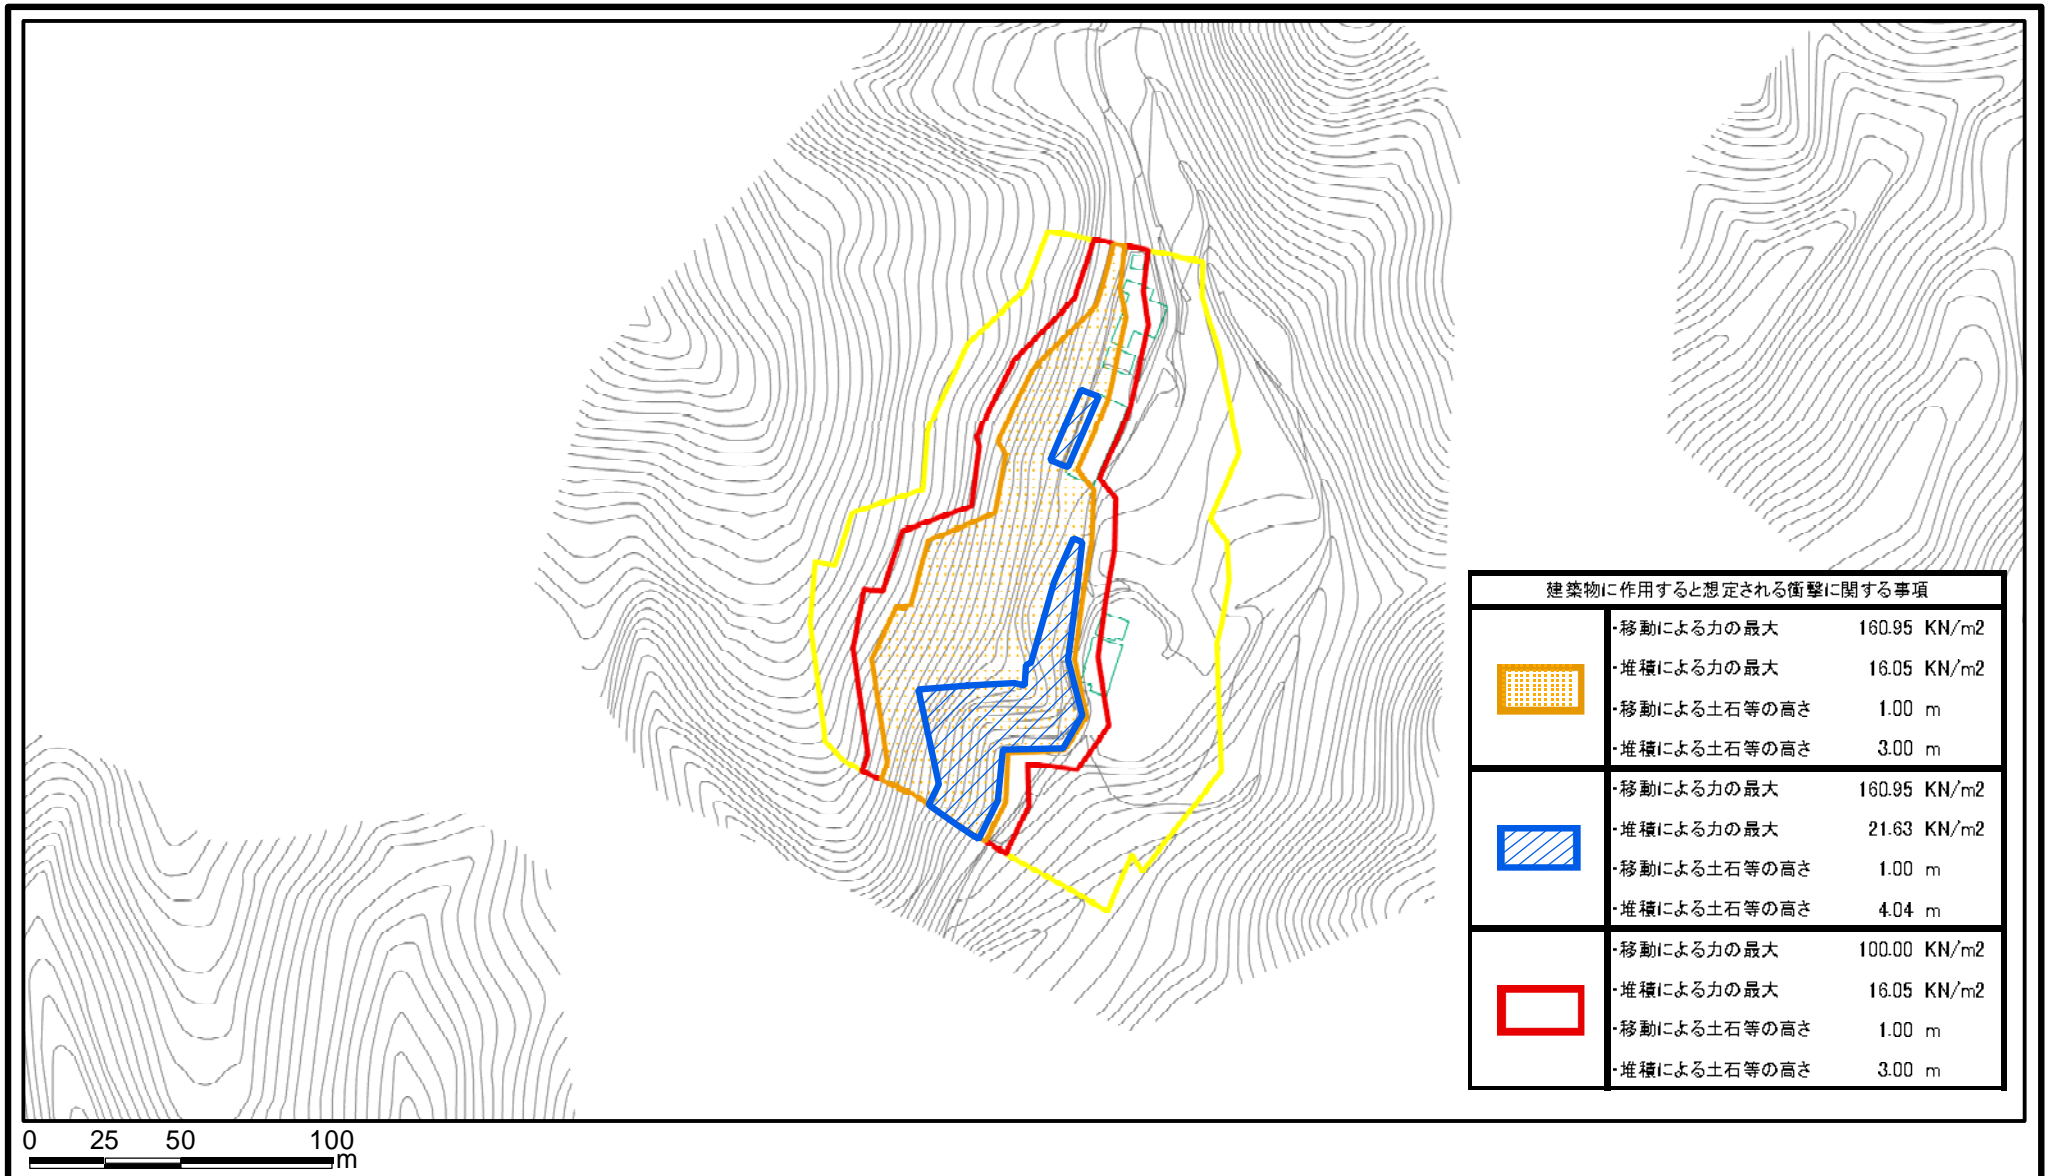 建築物に作用すると想定される衝撃に関する事項
・移動による力の最大 160.95 KN/m2
・堆積による力の最大 16.05 KN/m2
・移動による土石等の高さ 1.00 m
・堆積による土石等の高さ 3.00 m
・移動による力の最大 160.95 KN/m2
・堆積による力の最大 21.63 KN/m2
・移動による土石等の高さ 1.00 m
・堆積による土石等の高さ 4.04 m
・移動による力の最大 100.00 KN/m2
・堆積による力の最大 16.05 KN/m2
・移動による土石等の高さ 1.00 m
・堆積による土石等の高さ 3.00 m
0 25 50 100
m